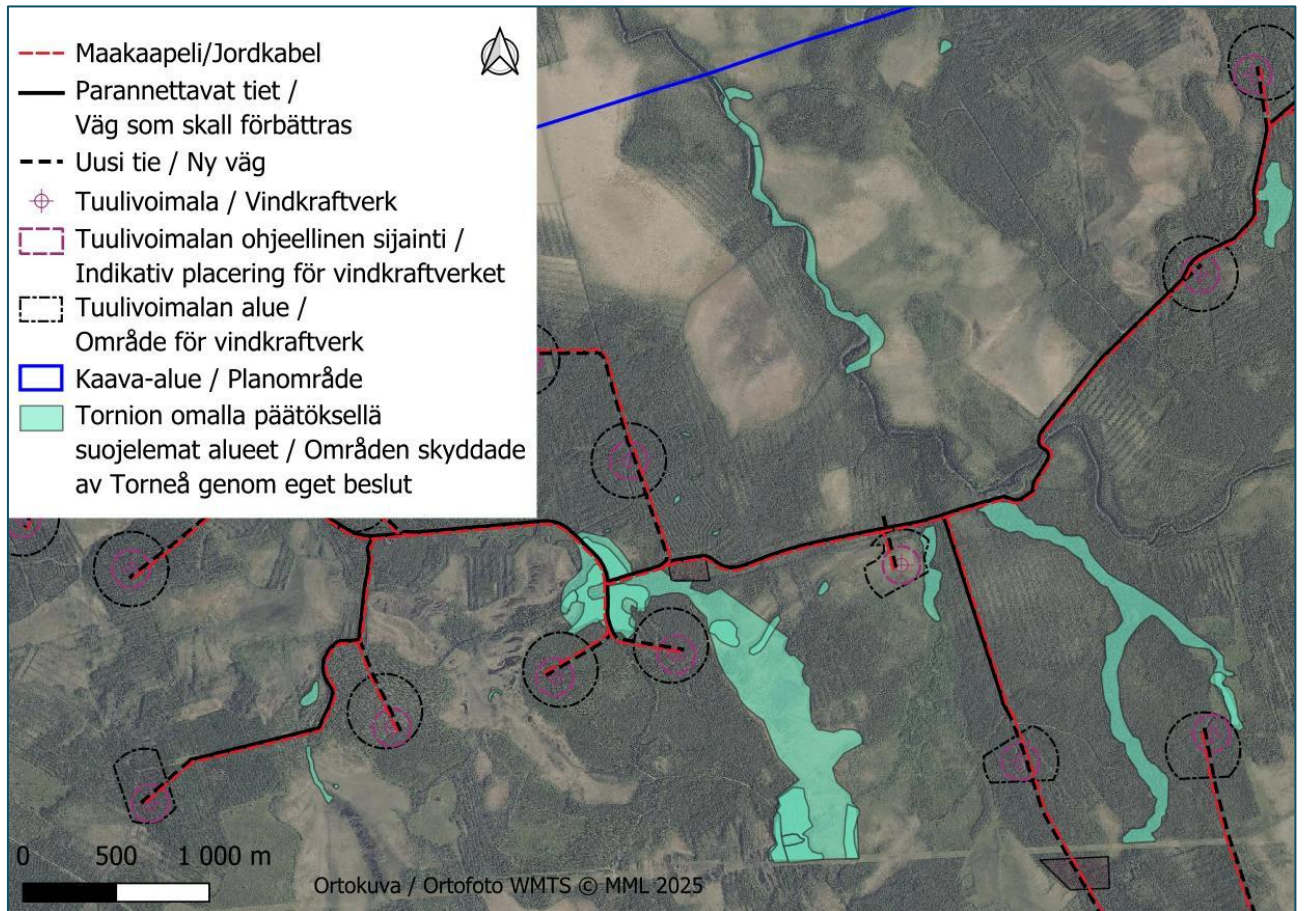 Maakaapeli/Jordkabel
Parannettavat tiet /
Väg som skall förbättras
Uusi tie / Ny väg
Tuulivoimala / Vindkraftverk
Tuulivoimalan ohjeellinen sijainti /
Indikativ placering för vindkraftverket
Tuulivoimalan alue /
Område för vindkraftverk
Kaava-alue / Planområde
Tornion omalla päätöksellä
suojelemat alueet / Områden skyddade
av Torneå genom eget beslut
0 500 1 000 m
Ortokuva / Ortofoto WMTS © MML 2025